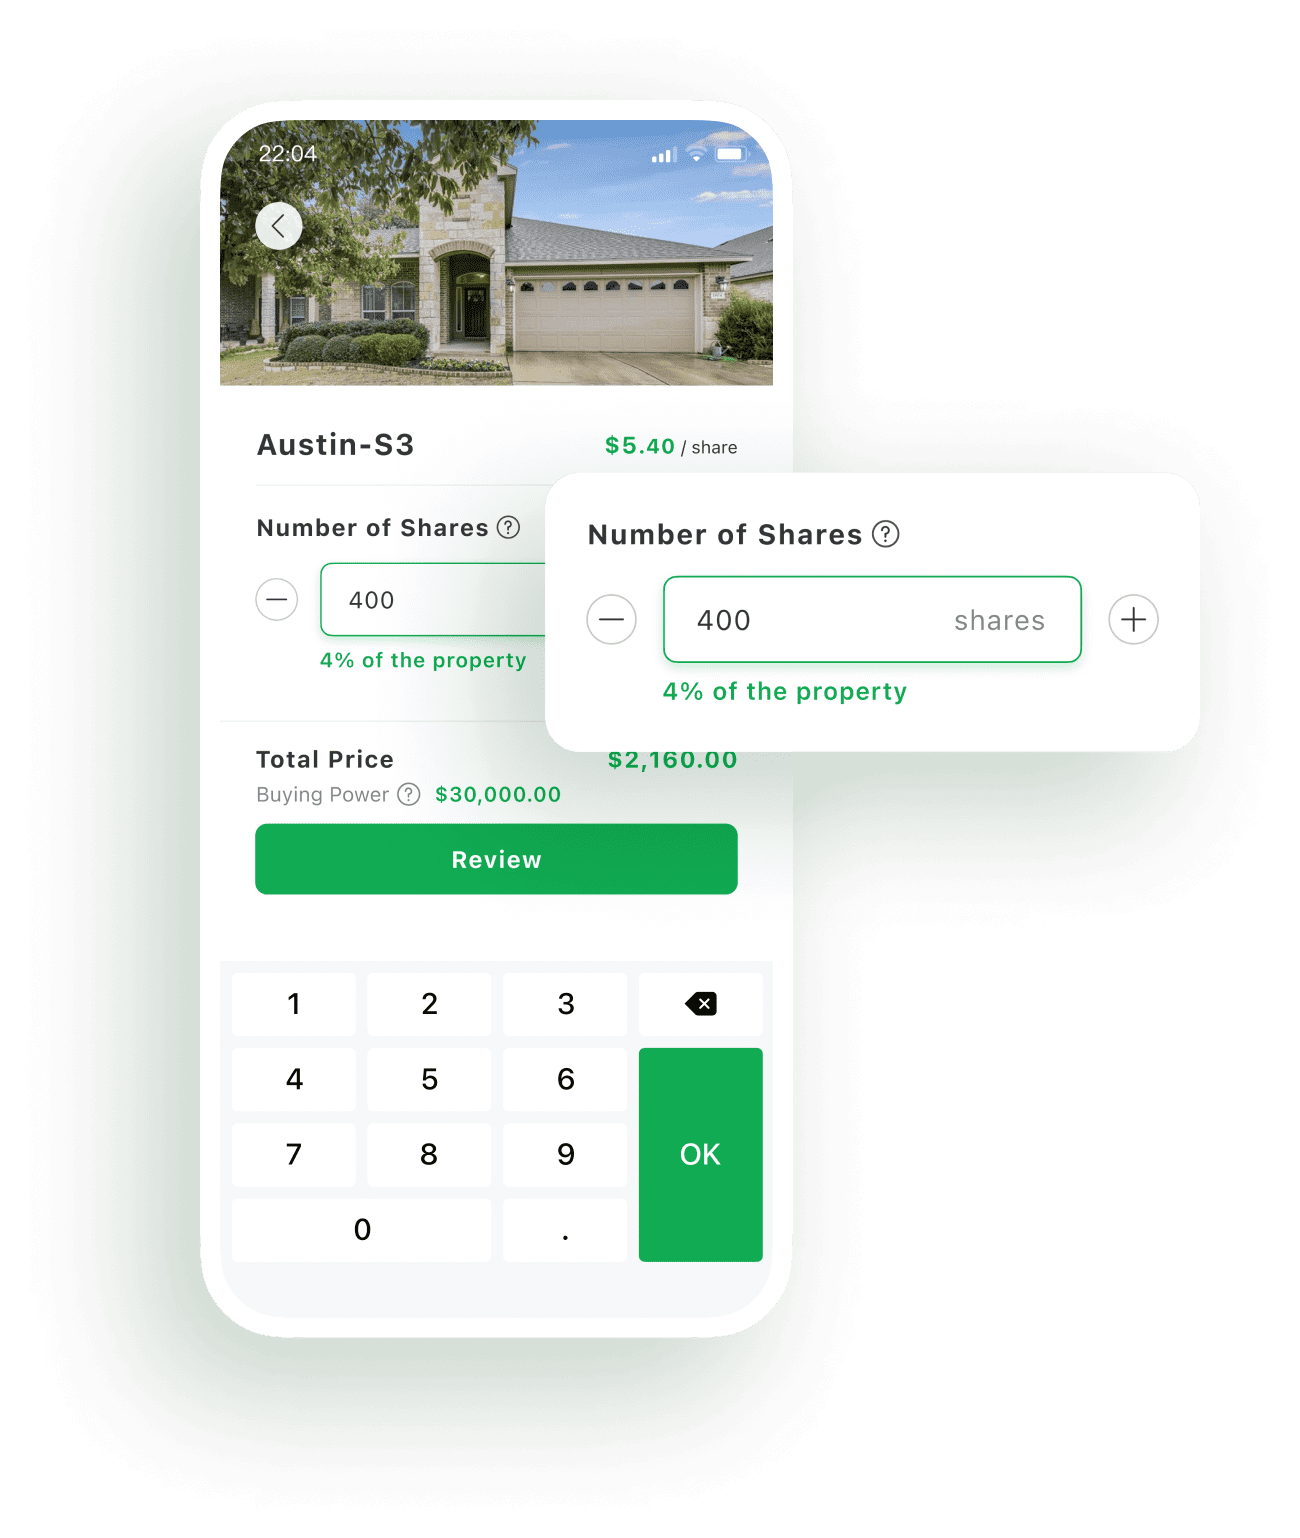 22:04
Austin-S3
$5.40 / share
Number of Shares ?
400
4% of the property
Number of Shares ?
400 shares
4% of the property
Total Price $2,160.00
Buying Power ? $30,000.00
Review
1 2 3
4 5 6
7 8 9
OK
0 .